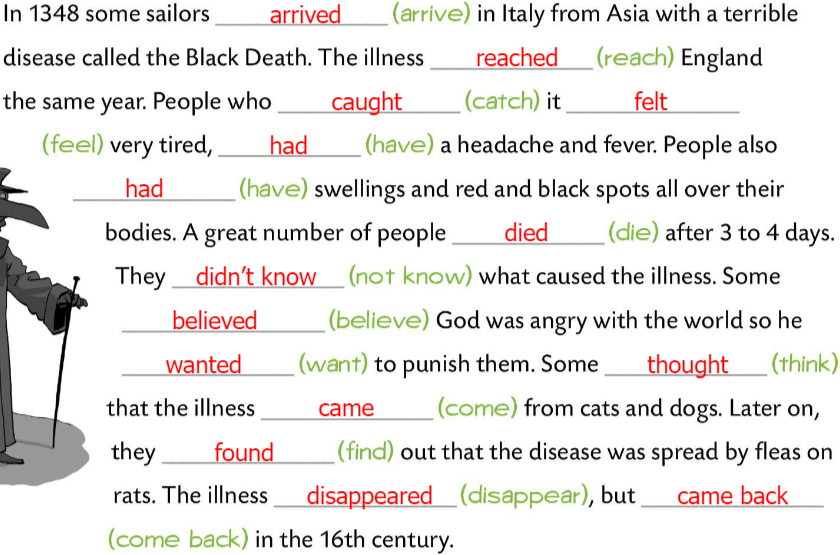 In 1348 some sailors arrived (arrive) in Italy from Asia with a terrible
disease called the Black Death. The illness reached (reach) England
the same year. People who caught (catch) it felt
(feel) very tired, had (have) a headache and fever. People also
had (have) swellings and red and black spots all over their
bodies. A great number of people died (die) after 3 to 4 days.
They didn't know (not know) what caused the illness. Some
believed (believe) God was angry with the world so he
wanted (want) to punish them. Some thought (think)
that the illness came (come) from cats and dogs. Later on,
they found (find) out that the disease was spread by fleas on
rats. The illness disappeared (disappear), but came back
(come back) in the 16th century.